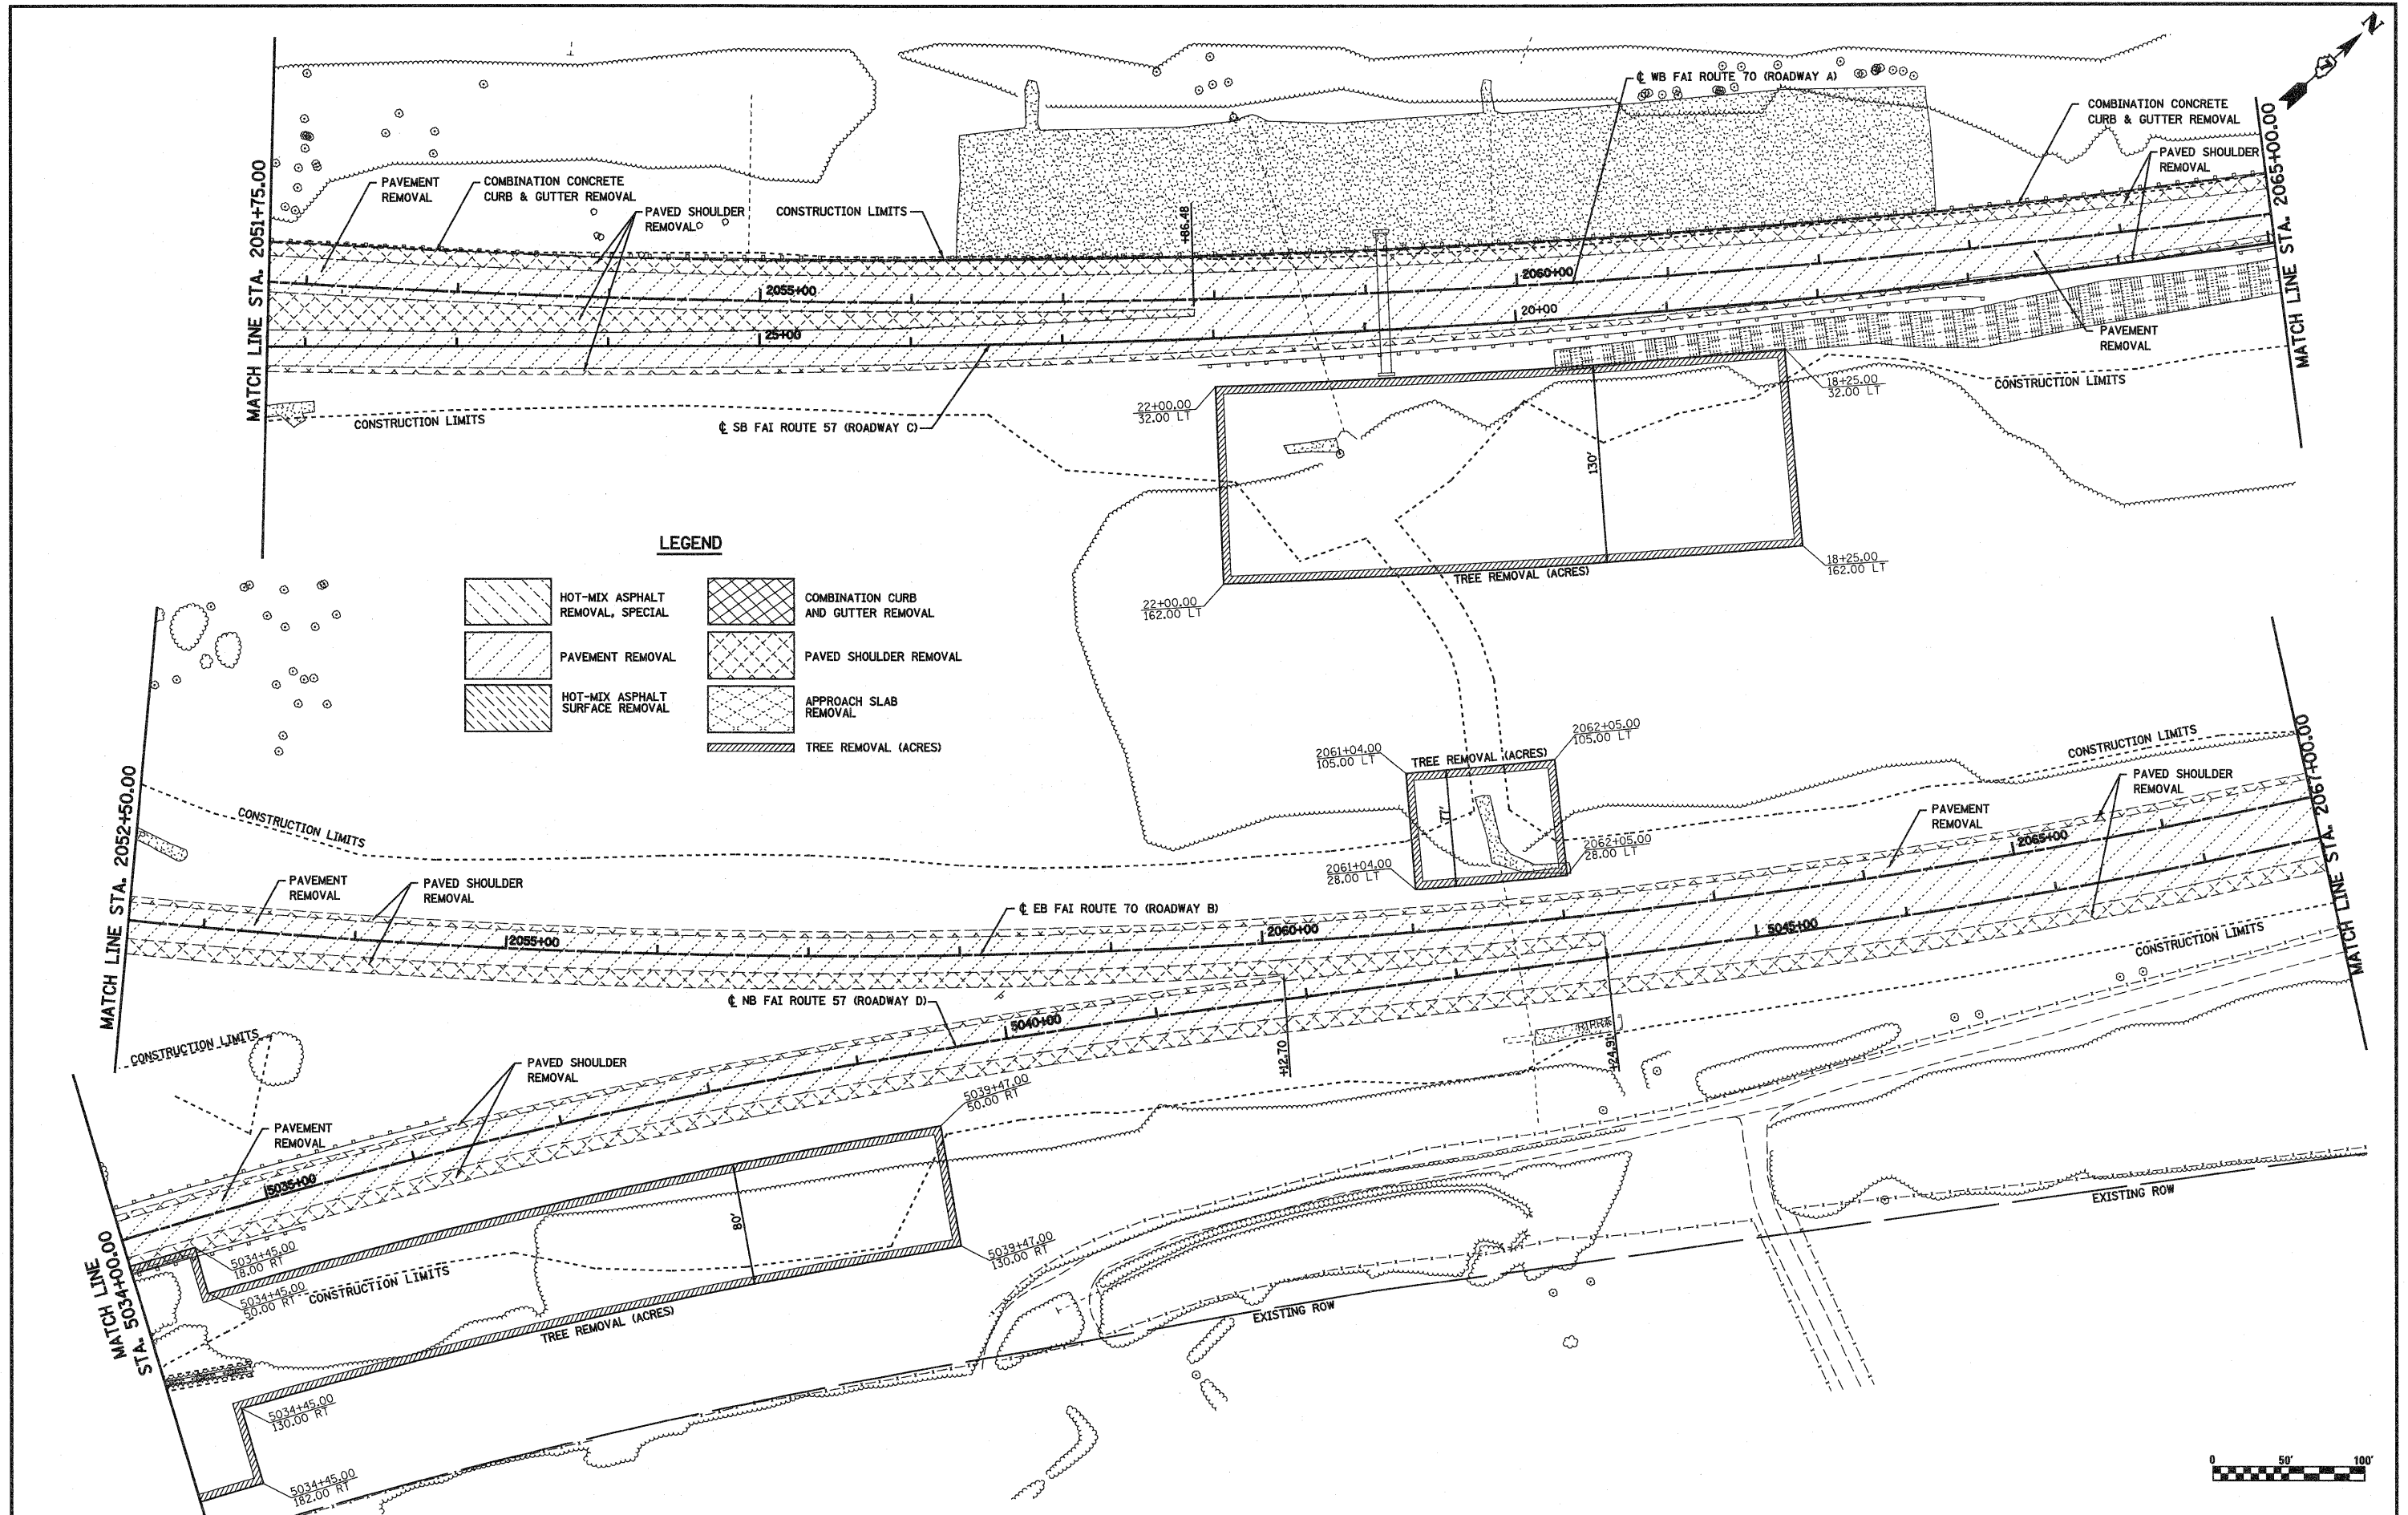 N
℄ WB FAI ROUTE 70 (ROADWAY A)
COMBINATION CONCRETE
CURB & GUTTER REMOVAL
PAVED SHOULDER
REMOVAL
MATCH LINE STA. 2051+75.00
MATCH LINE STA. 2065+00.00
PAVEMENT
REMOVAL
COMBINATION CONCRETE
CURB & GUTTER REMOVAL
PAVED SHOULDER
REMOVAL
CONSTRUCTION LIMITS
+86.48
2055+00
2060+00
25+00
20+00
PAVEMENT
REMOVAL
CONSTRUCTION LIMITS
℄ SB FAI ROUTE 57 (ROADWAY C)
22+00.00
32.00 LT
18+25.00
32.00 LT
CONSTRUCTION LIMITS
130'
18+25.00
162.00 LT
TREE REMOVAL (ACRES)
22+00.00
162.00 LT
LEGEND
HOT-MIX ASPHALT
REMOVAL, SPECIAL
COMBINATION CURB
AND GUTTER REMOVAL
PAVEMENT REMOVAL
PAVED SHOULDER REMOVAL
HOT-MIX ASPHALT
SURFACE REMOVAL
APPROACH SLAB
REMOVAL
TREE REMOVAL (ACRES)
MATCH LINE STA. 2052+50.00
MATCH LINE STA. 2067+00.00
2061+04.00
105.00 LT
TREE REMOVAL (ACRES)
2062+05.00
105.00 LT
77'
2061+04.00
28.00 LT
2062+05.00
28.00 LT
CONSTRUCTION LIMITS
PAVED SHOULDER
REMOVAL
PAVEMENT
REMOVAL
2065+00
CONSTRUCTION LIMITS
PAVEMENT
REMOVAL
PAVED SHOULDER
REMOVAL
℄ EB FAI ROUTE 70 (ROADWAY B)
2055+00
2060+00
5045+00
CONSTRUCTION LIMITS
℄ NB FAI ROUTE 57 (ROADWAY D)
5040+00
RIPRAP
+12.70
+24.91
CONSTRUCTION LIMITS
PAVED SHOULDER
REMOVAL
5039+47.00
50.00 RT
PAVEMENT
REMOVAL
5035+00
80'
5039+47.00
130.00 RT
EXISTING ROW
MATCH LINE
STA. 5034+00.00
5034+45.00
18.00 RT
5034+45.00
50.00 RT
CONSTRUCTION LIMITS
TREE REMOVAL (ACRES)
EXISTING ROW
5034+45.00
130.00 RT
5034+45.00
182.00 RT
0 50' 100'